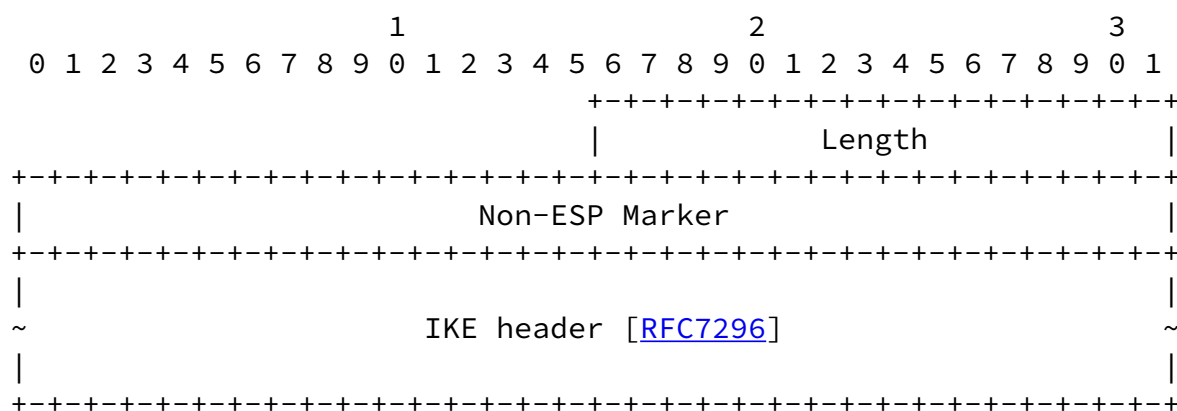 1                   2                   3
 0 1 2 3 4 5 6 7 8 9 0 1 2 3 4 5 6 7 8 9 0 1 2 3 4 5 6 7 8 9 0 1
                                +-+-+-+-+-+-+-+-+-+-+-+-+-+-+-+-+
                                |            Length             |
+-+-+-+-+-+-+-+-+-+-+-+-+-+-+-+-+-+-+-+-+-+-+-+-+-+-+-+-+-+-+-+-+
|                         Non-ESP Marker                        |
+-+-+-+-+-+-+-+-+-+-+-+-+-+-+-+-+-+-+-+-+-+-+-+-+-+-+-+-+-+-+-+-+
|                                                               |
~                      IKE header [RFC7296]                     ~
|                                                               |
+-+-+-+-+-+-+-+-+-+-+-+-+-+-+-+-+-+-+-+-+-+-+-+-+-+-+-+-+-+-+-+-+